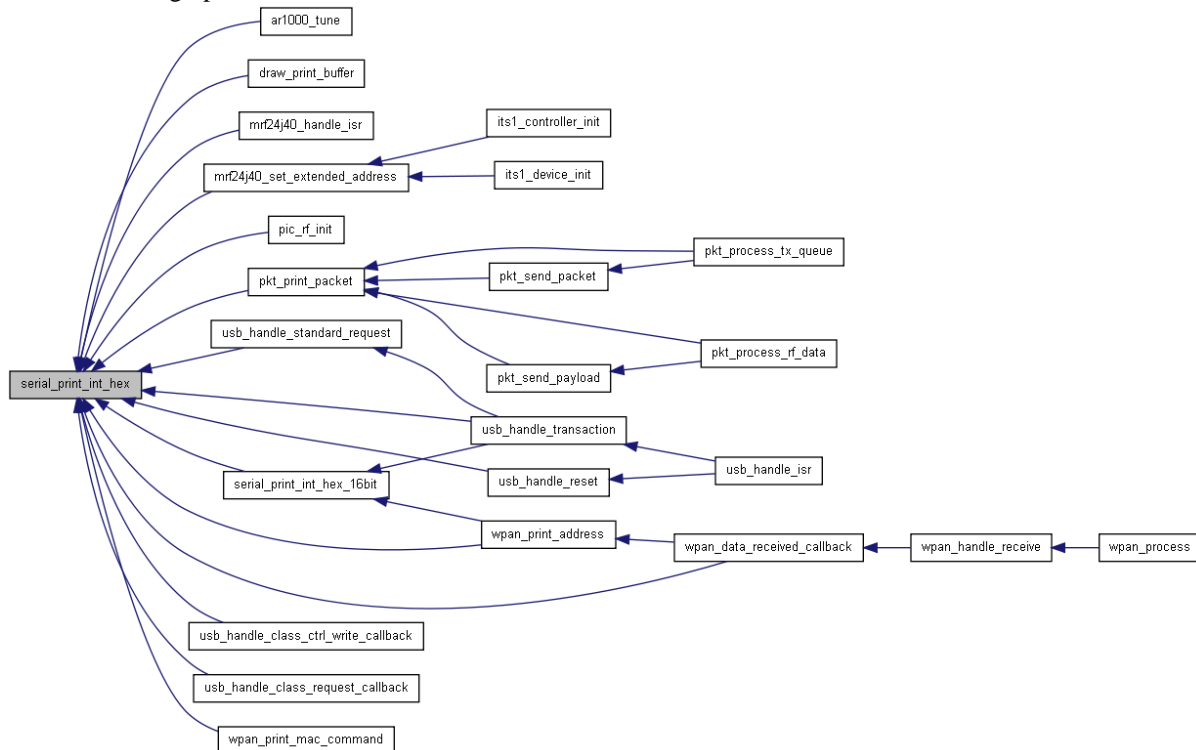 ar1000_tune
draw_print_buffer
mrf24j40_handle_isr
its1_controller_init
mrf24j40_set_extended_address
its1_device_init
pic_rf_init
pkt_process_tx_queue
pkt_print_packet
pkt_send_packet
usb_handle_standard_request
pkt_process_rf_data
serial_print_int_hex
pkt_send_payload
usb_handle_transaction
usb_handle_isr
serial_print_int_hex_16bit
usb_handle_reset
wpan_print_address
wpan_data_received_callback
wpan_handle_receive
wpan_process
usb_handle_class_ctrl_write_callback
usb_handle_class_request_callback
wpan_print_mac_command